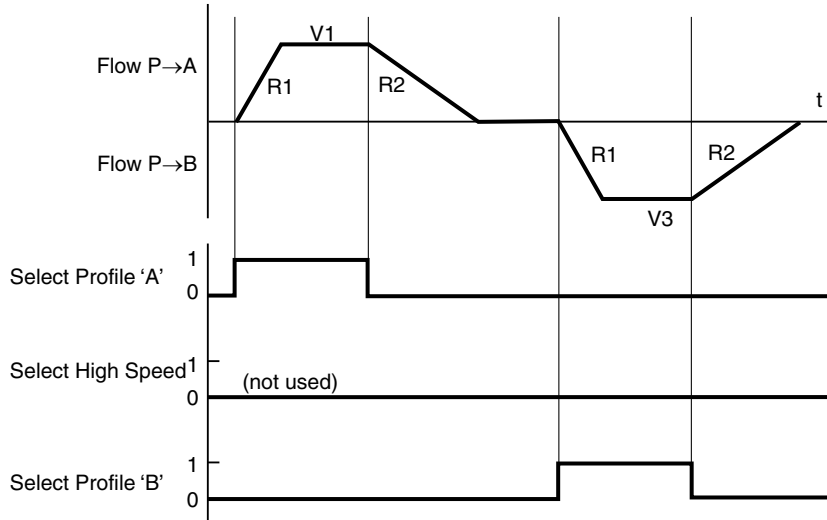 V1
Flow P→A
R1
R2
t
Flow P→B
R1
R2
V3
1
Select Profile ‘A’
0
1
Select High Speed
(not used)
0
1
Select Profile ‘B’
0